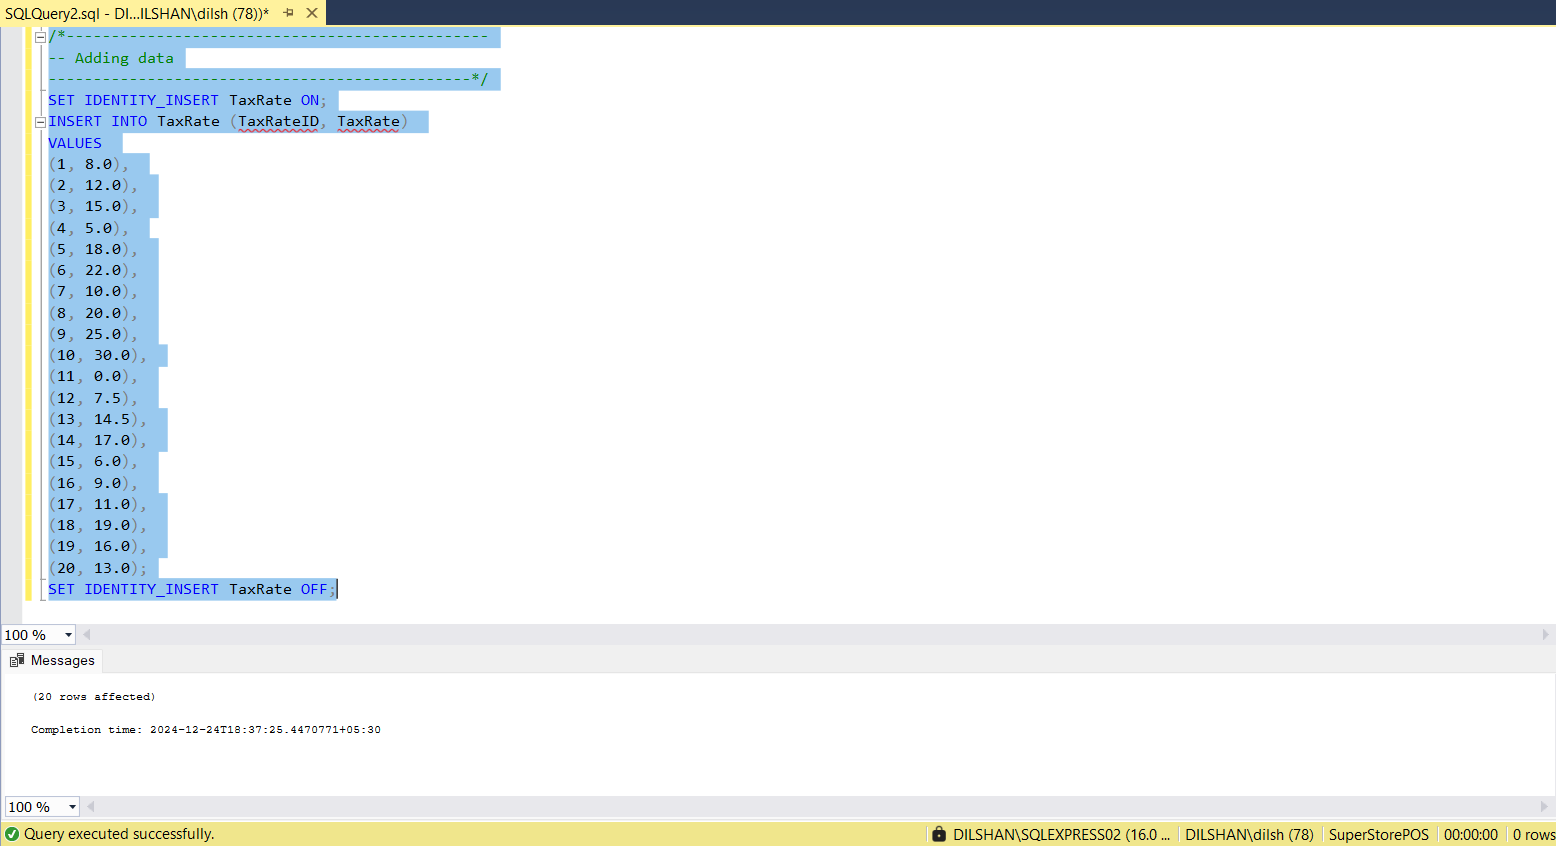 SQLQuery2.sql - DI...ILSHAN\dilsh (78))*
/*-----------------------------------------------
-- Adding data
-----------------------------------------------*/
SET IDENTITY_INSERT TaxRate ON;
INSERT INTO TaxRate (TaxRateID, TaxRate)
VALUES
(1, 8.0),
(2, 12.0),
(3, 15.0),
(4, 5.0),
(5, 18.0),
(6, 22.0),
(7, 10.0),
(8, 20.0),
(9, 25.0),
(10, 30.0),
(11, 0.0),
(12, 7.5),
(13, 14.5),
(14, 17.0),
(15, 6.0),
(16, 9.0),
(17, 11.0),
(18, 19.0),
(19, 16.0),
(20, 13.0);
SET IDENTITY_INSERT TaxRate OFF;
100 %
Messages
(20 rows affected)
Completion time: 2024-12-24T18:37:25.4470771+05:30
100 %
Query executed successfully. DILSHAN\SQLEXPRESS02 (16.0 ... DILSHAN\dilsh (78) SuperStorePOS 00:00:00 0 rows